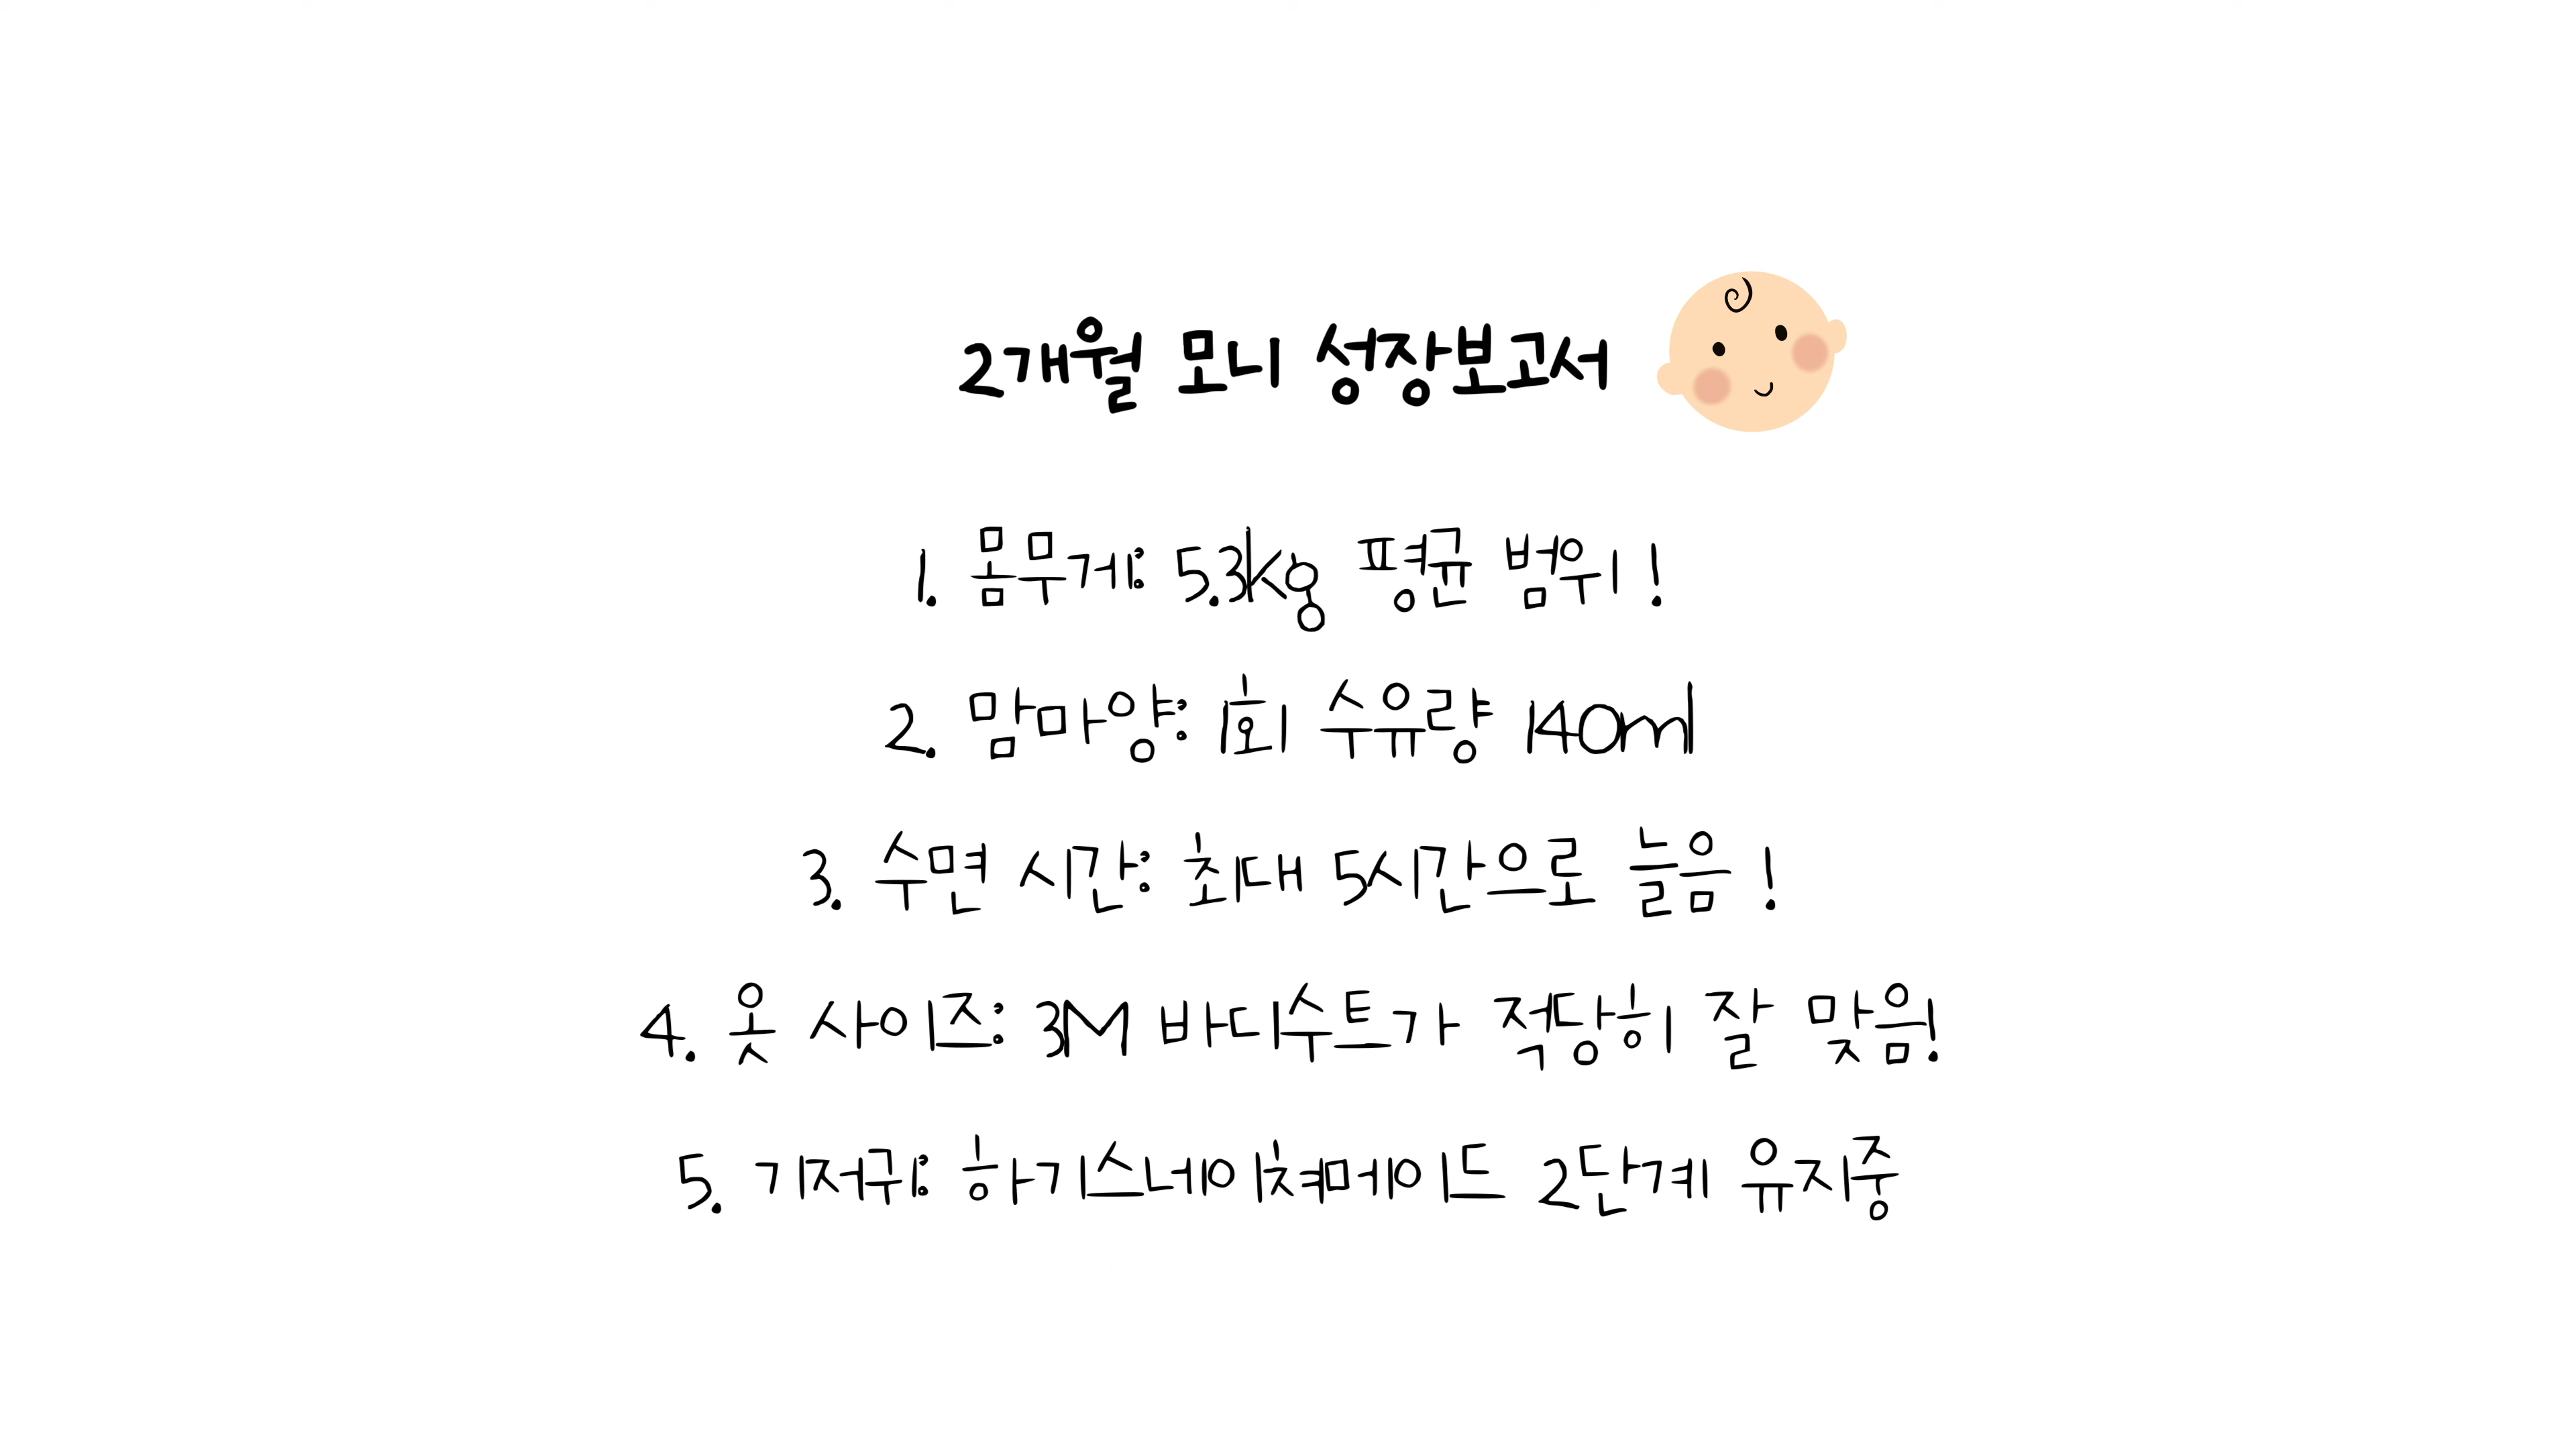 2개월 모니 성장보고서
1. 몸무게: 5.3kg 평균 범위!
2. 맘마양: 1회 수유량 140ml
3. 수면 시간: 최대 5시간으로 늘음!
4. 옷 사이즈: 3M 바디수트가 적당히 잘 맞음!
5. 기저귀: 하기스네이쳐메이드 2단계 유지중